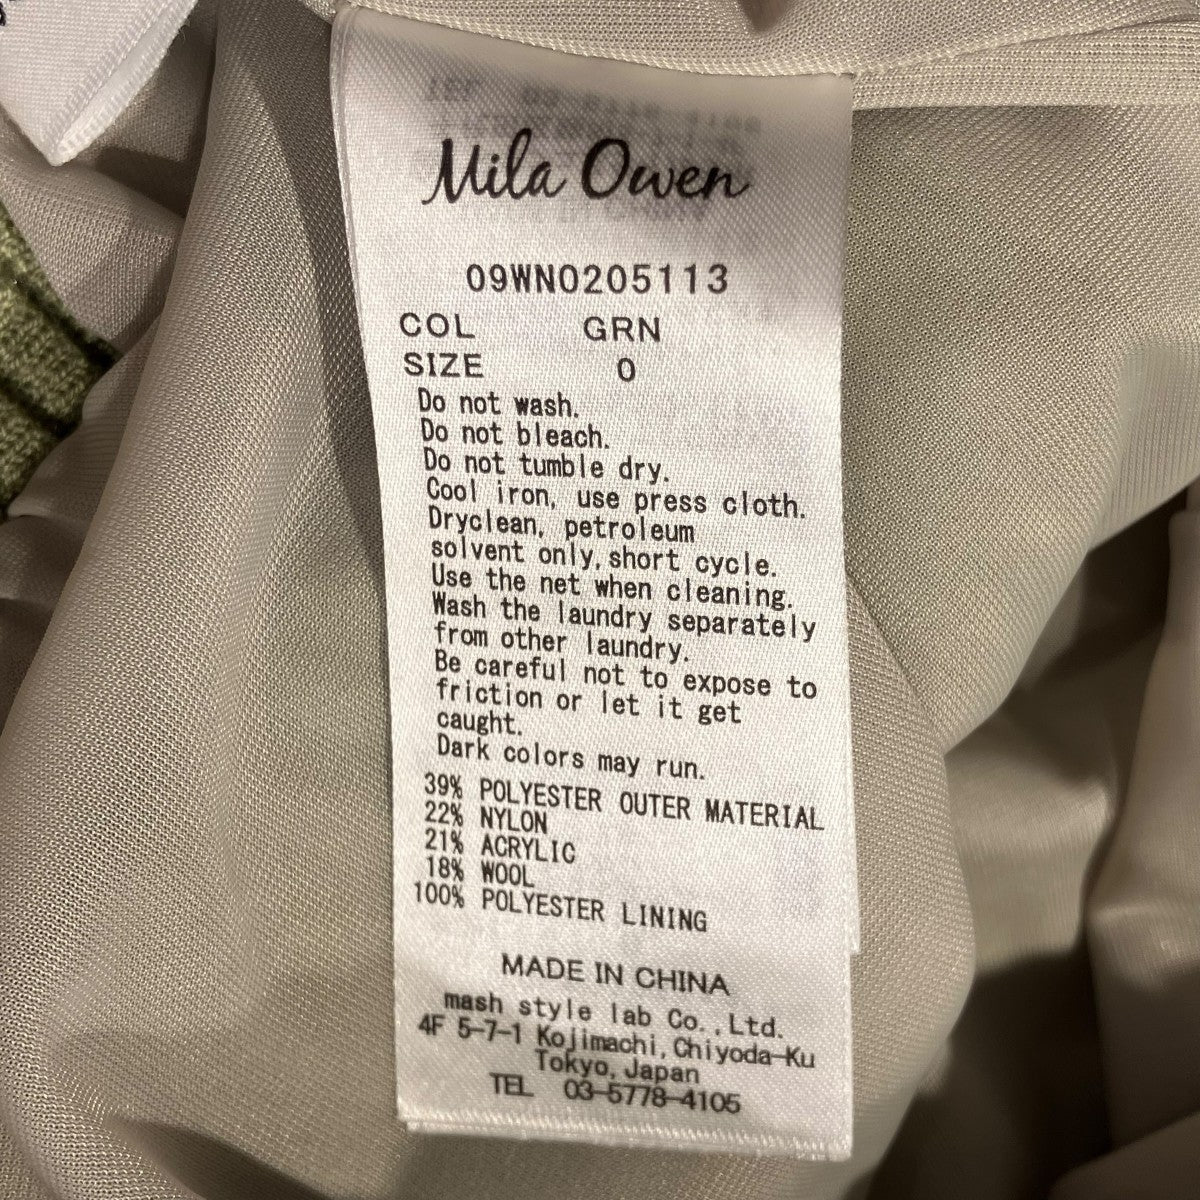 Mila Owen
09WNO205113
COL GRN
SIZE 0
Do not wash.
Do not bleach.
Do not tumble dry.
Cool iron, use press cloth.
Dryclean, petroleum
solvent only,short cycle.
Use the net when cleaning.
Wash the laundry separately
from other laundry.
Be careful not to expose to
friction or let it get
caught.
Dark colors may run.
39% POLYESTER OUTER MATERIAL
22% NYLON
21% ACRYLIC
18% WOOL
100% POLYESTER LINING
MADE IN CHINA
mash style lab Co.,Ltd.
4F 5-7-1 Kojimachi,Chiyoda-Ku
Tokyo,Japan
TEL 03-5778-4105